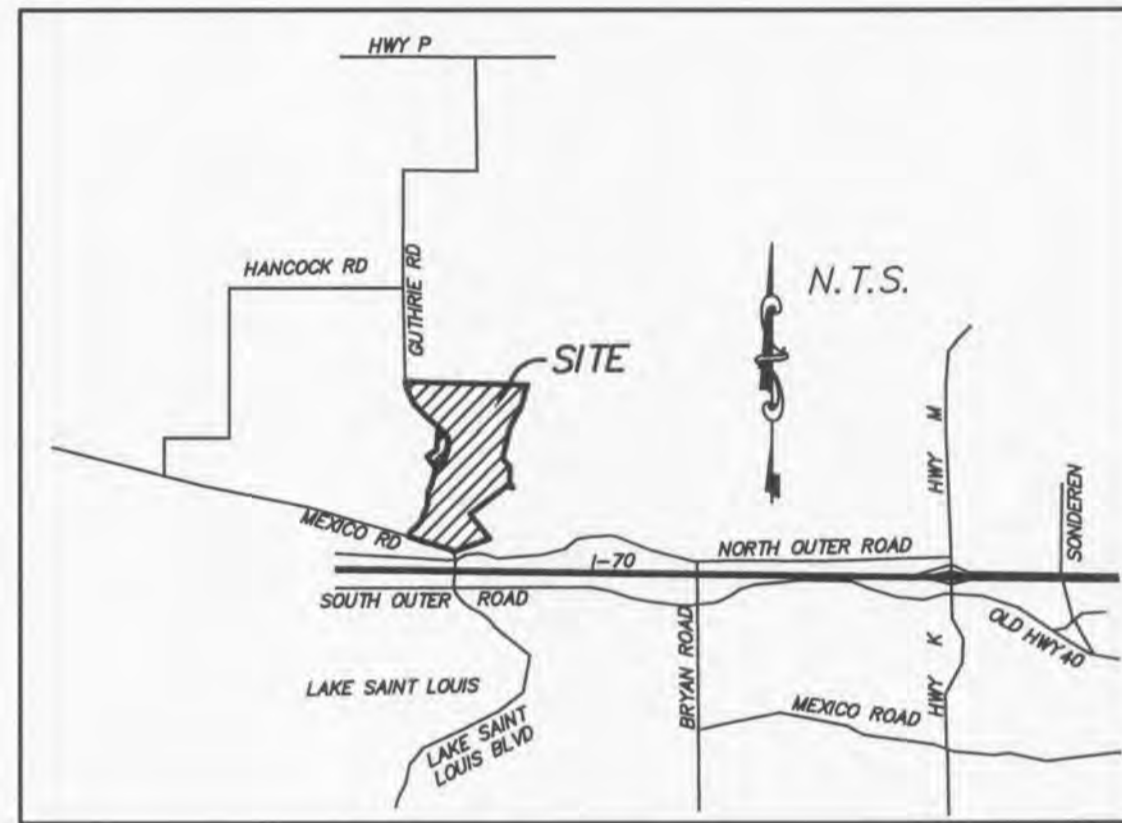 HWY P
HANCOCK RD
GUTHRIE RD
N.T.S.
SITE
HWY M
SONDEREN
MEXICO RD
NORTH OUTER ROAD
I-70
SOUTH OUTER ROAD
OLD HWY 40
LAKE SAINT LOUIS
BRYAN ROAD
HWY K
MEXICO ROAD
LAKE SAINT
LOUIS BLVD